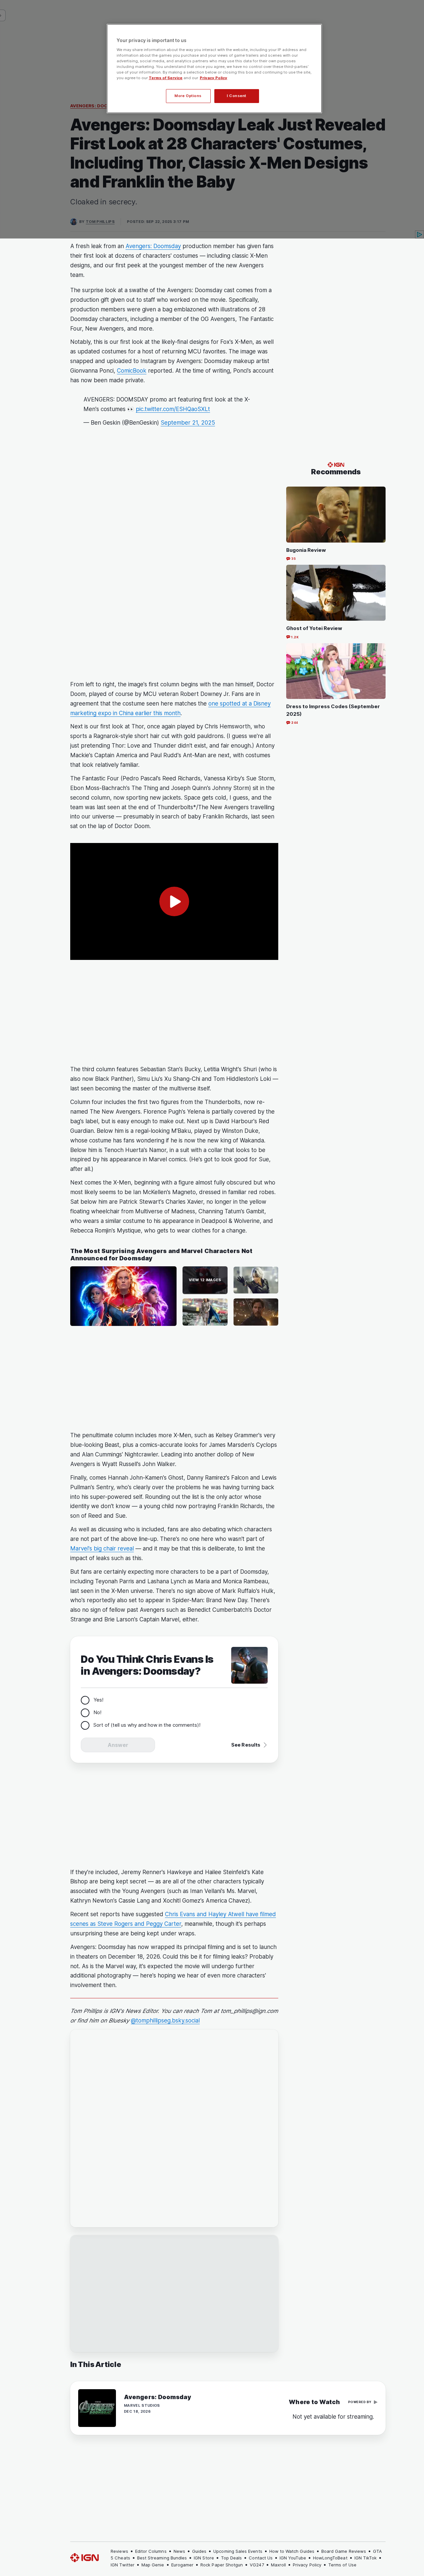 Your privacy is important to us
We may share information about the way you interact with the website, including your IP address and
information about the games you purchase and your views of game trailers and scenes with our
advertising, social media, and analytics partners who may use this data for their own purposes
including marketing. You understand that once you agree, we have no control over these third parties'
use of your information. By making a selection below or closing this box and continuing to use the site,
you agree to our Terms of Service and our Privacy Policy
More Options
I Consent
AVENGERS: DOO
Avengers: Doomsday Leak Just Revealed
First Look at 28 Characters' Costumes,
Including Thor, Classic X-Men Designs
and Franklin the Baby
Cloaked in secrecy.
BY TOM PHILLIPS
POSTED: SEP 22, 2025 2:17 PM
A fresh leak from an Avengers: Doomsday production member has given fans
their first look at dozens of characters' costumes — including classic X-Men
designs, and our first peek at the youngest member of the new Avengers
team.
The surprise look at a swathe of the Avengers: Doomsday cast comes from a
production gift given out to staff who worked on the movie. Specifically,
production members were given a bag emblazoned with illustrations of 28
Doomsday characters, including a member of the OG Avengers, The Fantastic
Four, New Avengers, and more.
Notably, this is our first look at the likely-final designs for Fox's X-Men, as well
as updated costumes for a host of returning MCU favorites. The image was
snapped and uploaded to Instagram by Avengers: Doomsday makeup artist
Gionvanna Ponci, ComicBook reported. At the time of writing, Ponci's account
has now been made private.
AVENGERS: DOOMSDAY promo art featuring first look at the X-
Men's costumes 👀 pic.twitter.com/ESHQaoSXL1
— Ben Geskin (@BenGeskin) September 21, 2025
IGN
Recommends
Bugonia Review
Ghost of Yotei Review
Dress to Impress Codes (September
2025)
From left to right, the image's first column begins with the man himself, Doctor
Doom, played of course by MCU veteran Robert Downey Jr. Fans are in
agreement that the costume seen here matches the one spotted at a Disney
marketing expo in China earlier this month.
Next is our first look at Thor, once again played by Chris Hemsworth, who
sports a Ragnarok-style short hair cut with gold pauldrons. (I guess we're all
just pretending Thor: Love and Thunder didn't exist, and fair enough.) Antony
Mackie's Captain America and Paul Rudd's Ant-Man are next, with costumes
that look relatively familiar.
The Fantastic Four (Pedro Pascal's Reed Richards, Vanessa Kirby's Sue Storm,
Ebon Moss-Bachrach's The Thing and Joseph Quinn's Johnny Storm) sit in the
second column, now sporting new jackets. Space gets cold, I guess, and the
team was last seen at the end of Thunderbolts*/The New Avengers travelling
into our universe — presumably in search of baby Franklin Richards, last seen
sat on the lap of Doctor Doom.
The third column features Sebastian Stan's Bucky, Letitia Wright's Shuri (who is
also now Black Panther), Simu Liu's Xu Shang-Chi and Tom Hiddleston's Loki —
last seen becoming the master of the multiverse itself.
Column four includes the first two figures from the Thunderbolts, now re-
named The New Avengers. Florence Pugh's Yelena is partially covered by the
bag's label, but is easy enough to make out. Next up is David Harbour's Red
Guardian. Below him is a regal-looking M'Baku, played by Winston Duke,
whose costume has fans wondering if he is now the new king of Wakanda.
Below him is Tenoch Huerta's Namor, in a suit with a collar that looks to be
inspired by his appearance in Marvel comics. (He's got to look good for Sue,
after all.)
Next comes the X-Men, beginning with a figure almost fully obscured but who
most likely seems to be Ian McKellen's Magneto, dressed in familiar red robes.
Sat below him are Patrick Stewart's Charles Xavier, no longer in the yellow
floating wheelchair from Multiverse of Madness, Channing Tatum's Gambit,
who wears a similar costume to his appearance in Deadpool & Wolverine, and
Rebecca Romjin's Mystique, who gets to wear clothes for a change.
The Most Surprising Avengers and Marvel Characters Not
Announced for Doomsday
VIEW 12 IMAGES
The penultimate column includes more X-Men, such as Kelsey Grammer's very
blue-looking Beast, plus a comics-accurate looks for James Marsden's Cyclops
and Alan Cummings' Nightcrawler. Leading into another dollop of New
Avengers is Wyatt Russell's John Walker.
Finally, comes Hannah John-Kamen's Ghost, Danny Ramirez's Falcon and Lewis
Pullman's Sentry, who's clearly over the problems he was having turning back
into his super-powered self. Rounding out the list is the only actor whose
identity we don't know — a young child now portraying Franklin Richards, the
son of Reed and Sue.
As well as dicussing who is included, fans are also debating which characters
are not part of the above line-up. There's no one here who wasn't part of
Marvel's big chair reveal — and it may be that this is deliberate, to limit the
impact of leaks such as this.
But fans are certainly expecting more characters to be a part of Doomsday,
including Teyonah Parris and Lashana Lynch as Maria and Monica Rambeau,
last seen in the X-Men universe. There's no sign above of Mark Ruffalo's Hulk,
who's reportedly also set to appear in Spider-Man: Brand New Day. There's
also no sign of fellow past Avengers such as Benedict Cumberbatch's Doctor
Strange and Brie Larson's Captain Marvel, either.
Do You Think Chris Evans Is
in Avengers: Doomsday?
Yes!
No!
Sort of (tell us why and how in the comments)!
Answer
See Results
If they're included, Jeremy Renner's Hawkeye and Hailee Steinfeld's Kate
Bishop are being kept secret — as are all of the other characters typically
associated with the Young Avengers (such as Iman Vellani's Ms. Marvel,
Kathryn Newton's Cassie Lang and Xochitl Gomez's America Chavez).
Recent set reports have suggested Chris Evans and Hayley Atwell have filmed
scenes as Steve Rogers and Peggy Carter, meanwhile, though it's perhaps
unsurprising these are being kept under wraps.
Avengers: Doomsday has now wrapped its principal filming and is set to launch
in theaters on December 18, 2026. Could this be it for filming leaks? Probably
not. As is the Marvel way, it's expected the movie will undergo further
additional photography — here's hoping we hear of even more characters'
involvement then.
Tom Phillips is IGN's News Editor. You can reach Tom at tom_phillips@ign.com
or find him on Bluesky @tomphillipseg.bsky.social
In This Article
Avengers: Doomsday
MARVEL STUDIOS
DEC 18, 2026
Where to Watch
POWERED BY
Not yet available for streaming.
IGN
Reviews • Editor Columns • News • Guides • Upcoming Sales Events • How to Watch Guides • Board Game Reviews • GTA
5 Cheats • Best Streaming Bundles • IGN Store • Top Deals • Contact Us • IGN YouTube • HowLongToBeat • IGN TikTok •
IGN Twitter • Map Genie • Eurogamer • Rock Paper Shotgun • VG247 • Maxroll • Privacy Policy • Terms of Use